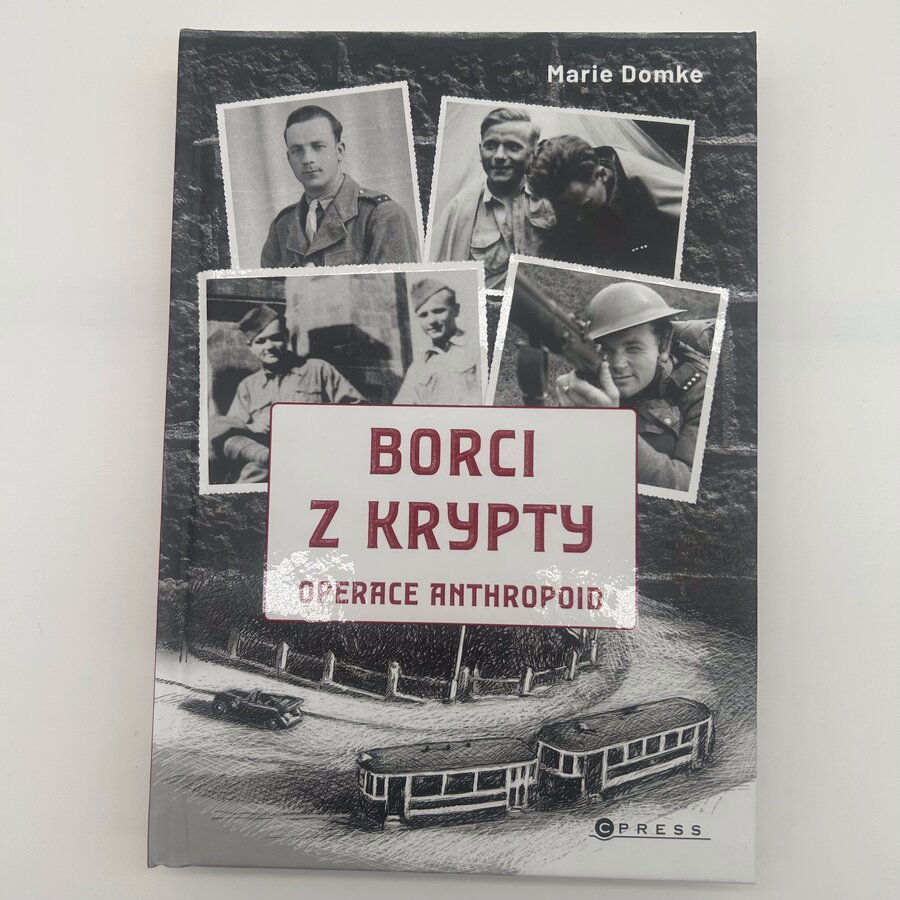 Marie Domke
BORCI
Z KRYPTY
OPERACE ANTHROPOID
CPRESS